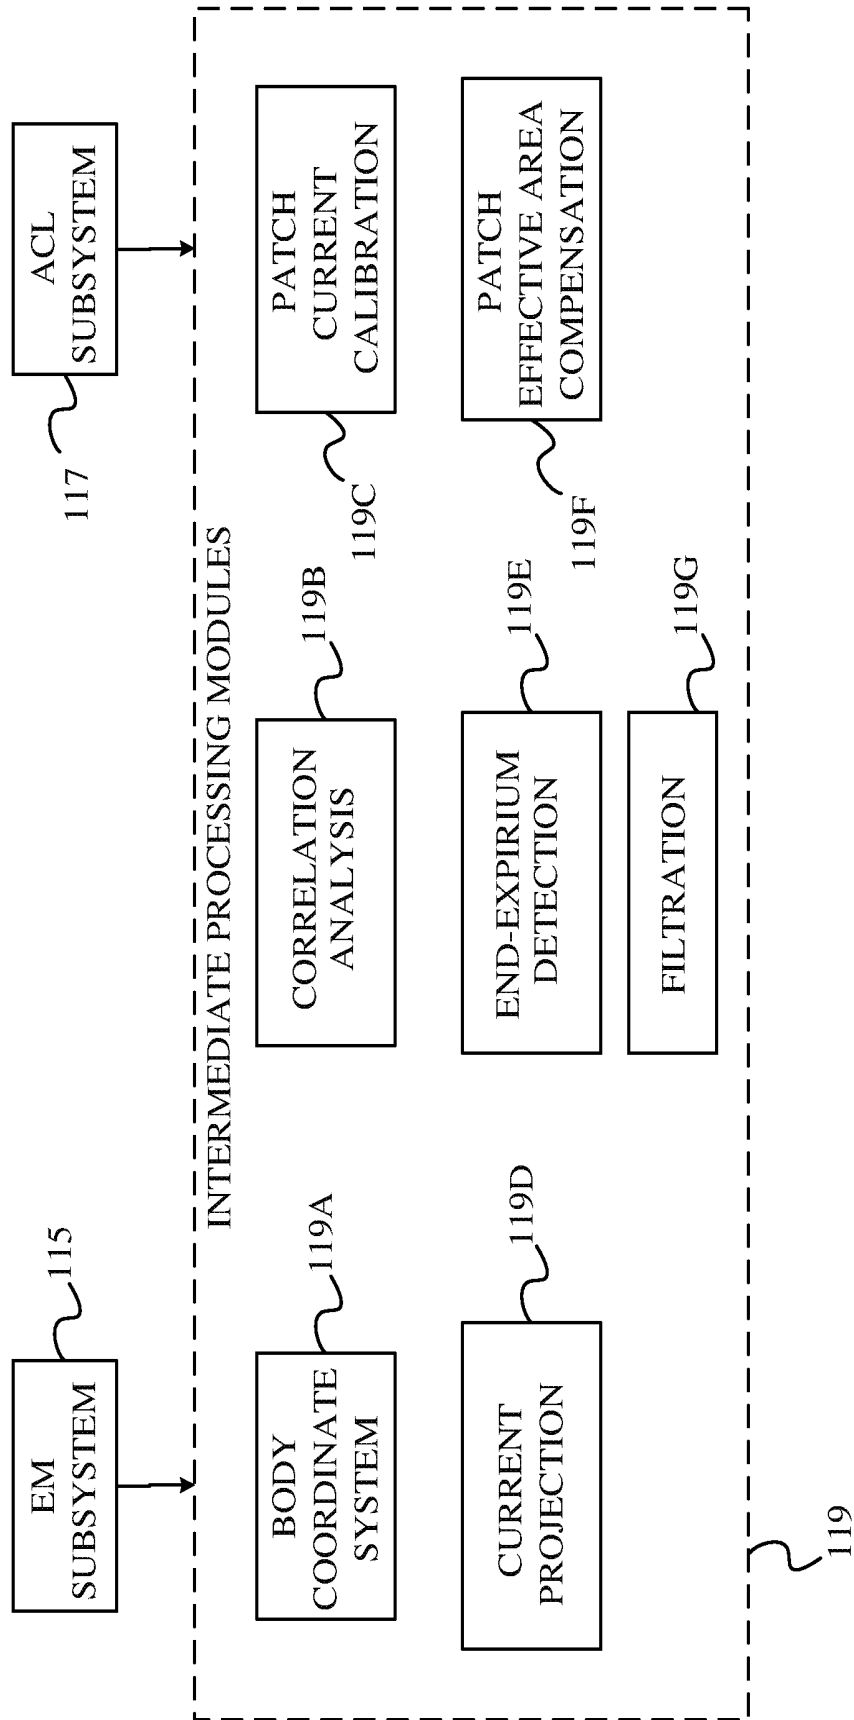 EM
SUBSYSTEM
115
ACL
SUBSYSTEM
117
INTERMEDIATE PROCESSING MODULES
BODY
COORDINATE
SYSTEM
119A
CORRELATION
ANALYSIS
119B
PATCH
CURRENT
CALIBRATION
119C
CURRENT
PROJECTION
119D
END-EXPIRIUM
DETECTION
119E
PATCH
EFFECTIVE AREA
COMPENSATION
119F
FILTRATION
119G
119